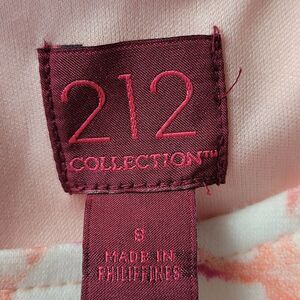 212
COLLECTION™
S
MADE IN
PHILIPPINES